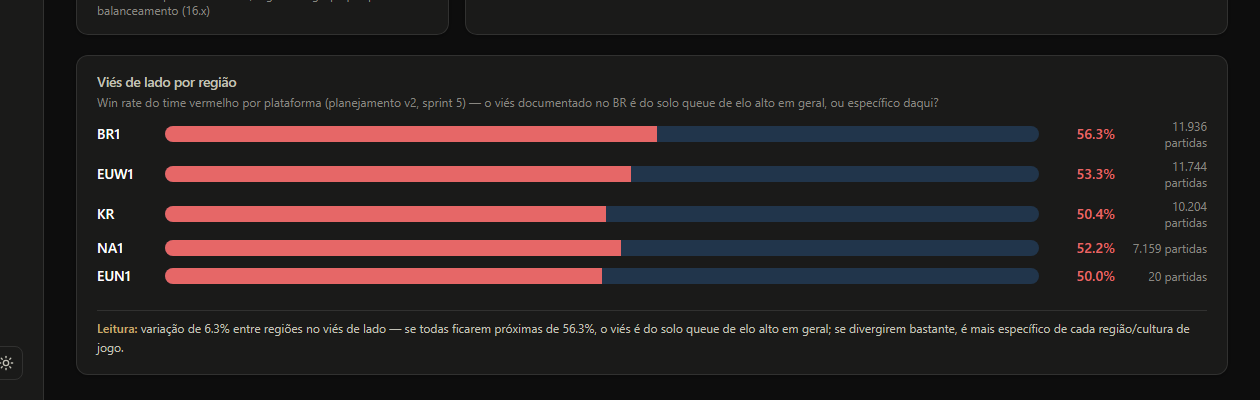 balanceamento (16.x)
Viés de lado por região
Win rate do time vermelho por plataforma (planejamento v2, sprint 5) — o viés documentado no BR é do solo queue de elo alto em geral, ou específico daqui?
BR1 56.3% 11.936
partidas
EUW1 53.3% 11.744
partidas
KR 50.4% 10.204
partidas
NA1 52.2% 7.159 partidas
EUN1 50.0% 20 partidas
Leitura: variação de 6.3% entre regiões no viés de lado — se todas ficarem próximas de 56.3%, o viés é do solo queue de elo alto em geral; se divergirem bastante, é mais específico de cada região/cultura de
jogo.